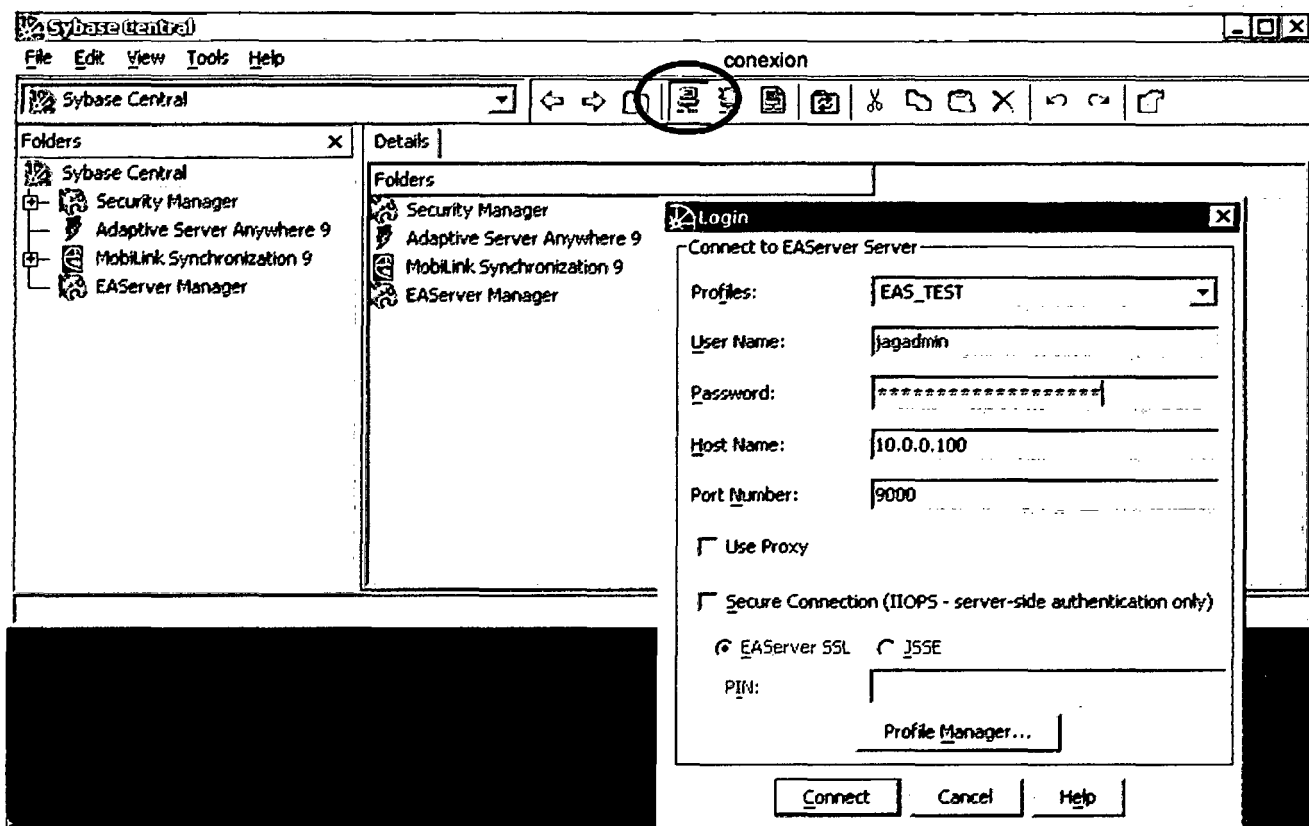 Sybase Central
File Edit View Tools Help
conexion
Sybase Central
Folders
Details
Sybase Central
Security Manager
Adaptive Server Anywhere 9
MobiLink Synchronization 9
EAServer Manager
Folders
Security Manager
Adaptive Server Anywhere 9
MobiLink Synchronization 9
EAServer Manager
Login
Connect to EAServer Server
Profiles: EAS_TEST
User Name: jagadmin
Password: *******************
Host Name: 10.0.0.100
Port Number: 9000
Use Proxy
Secure Connection (IIOPS - server-side authentication only)
EAServer SSL JSSE
PIN:
Profile Manager...
Connect Cancel Help